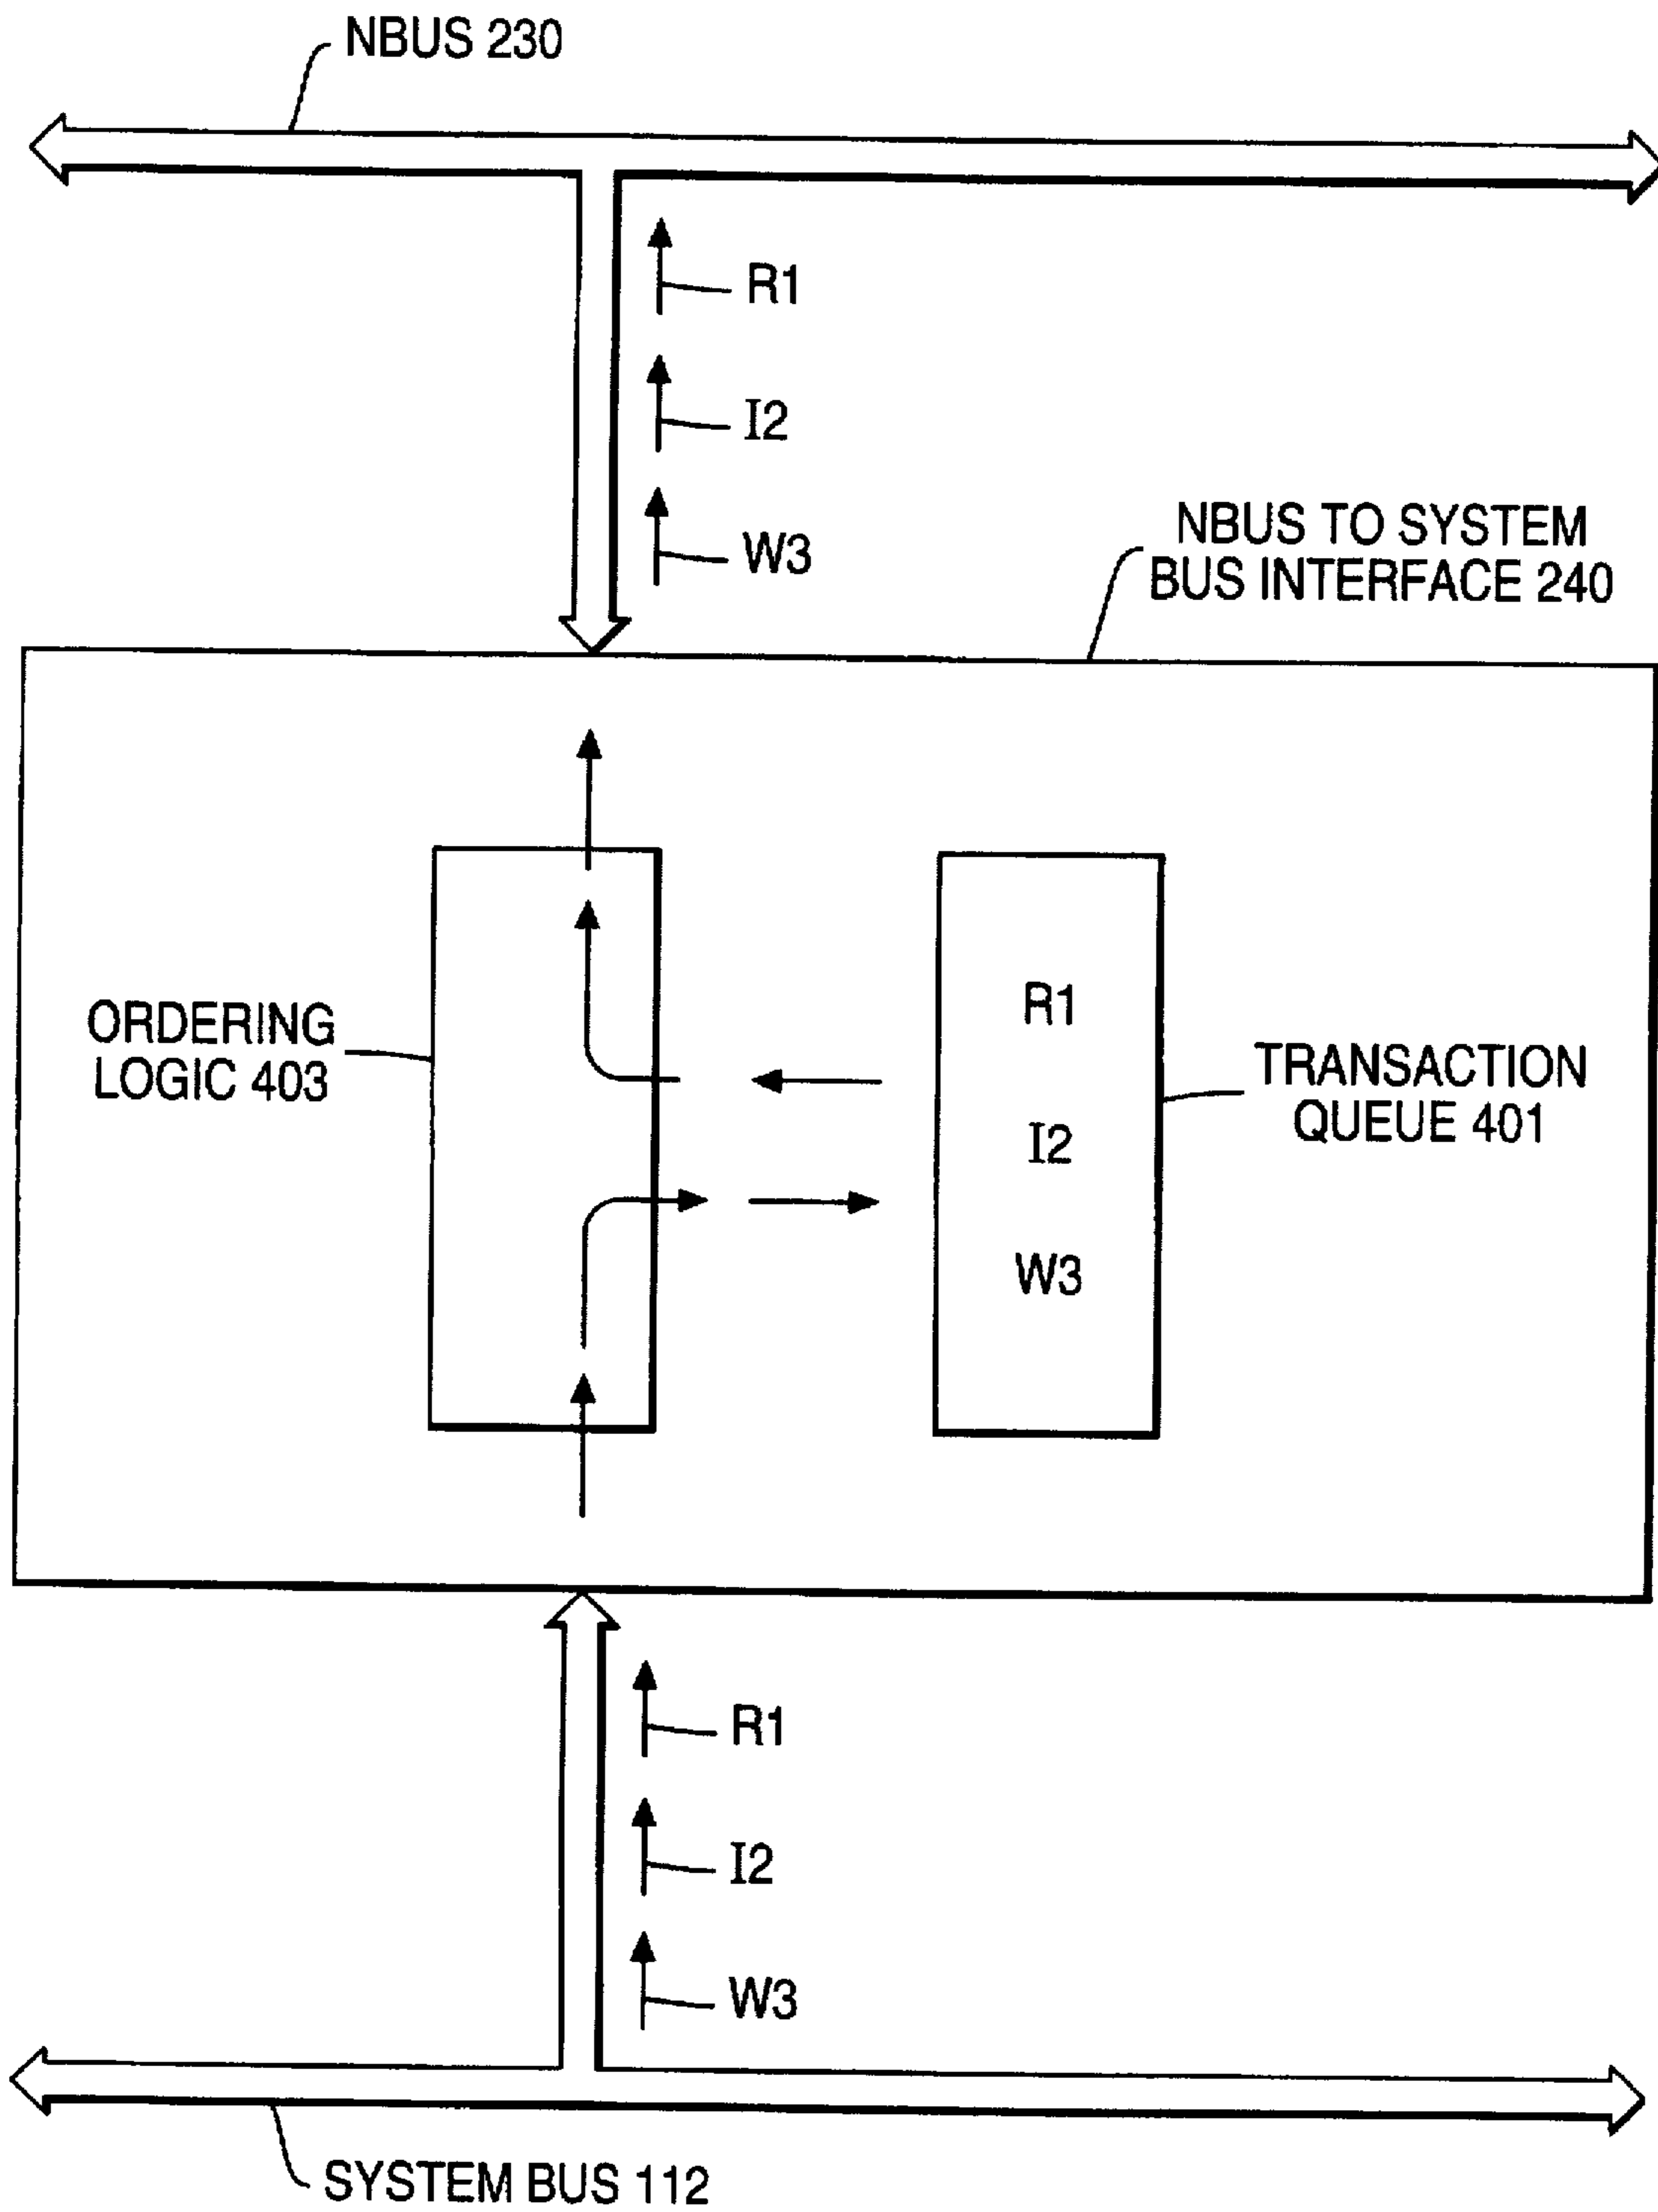 NBUS 230
R1
I2
W3
NBUS TO SYSTEM
BUS INTERFACE 240
ORDERING
LOGIC 403
R1
I2
W3
TRANSACTION
QUEUE 401
R1
I2
W3
SYSTEM BUS 112